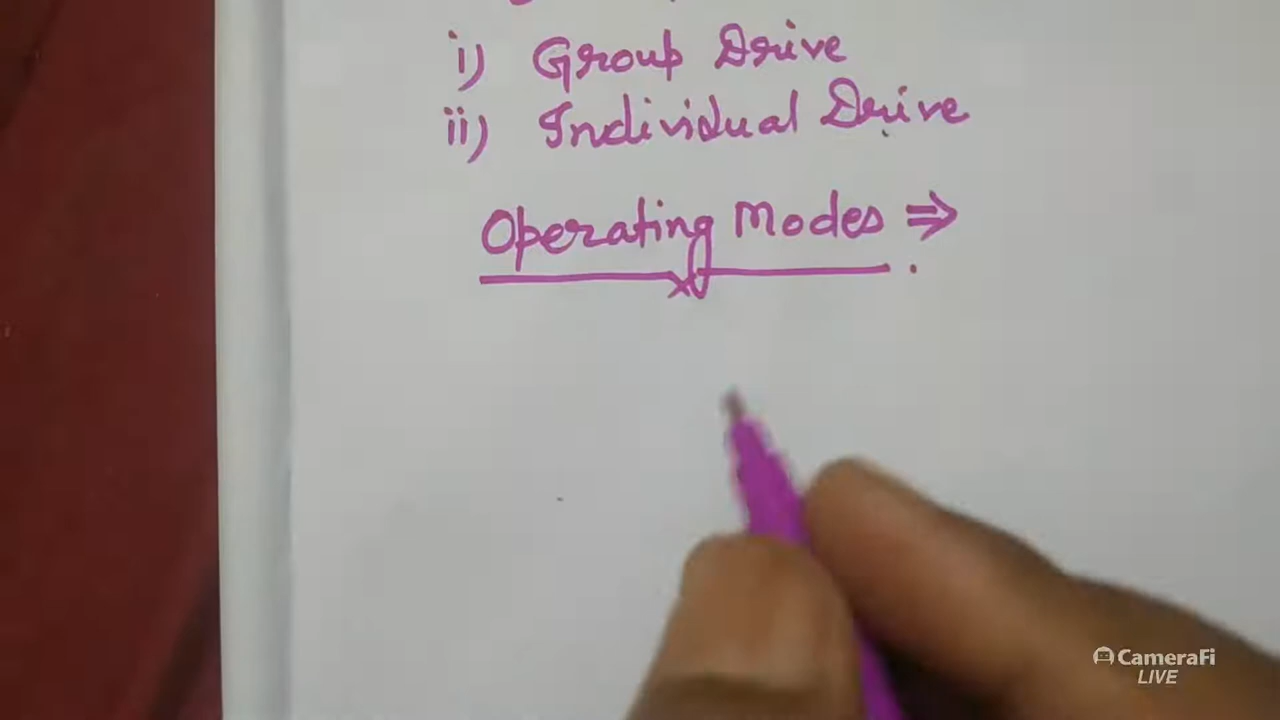 i) Group Drive
ii) Individual Drive
Operating Modes ⇒
CameraFi
LIVE